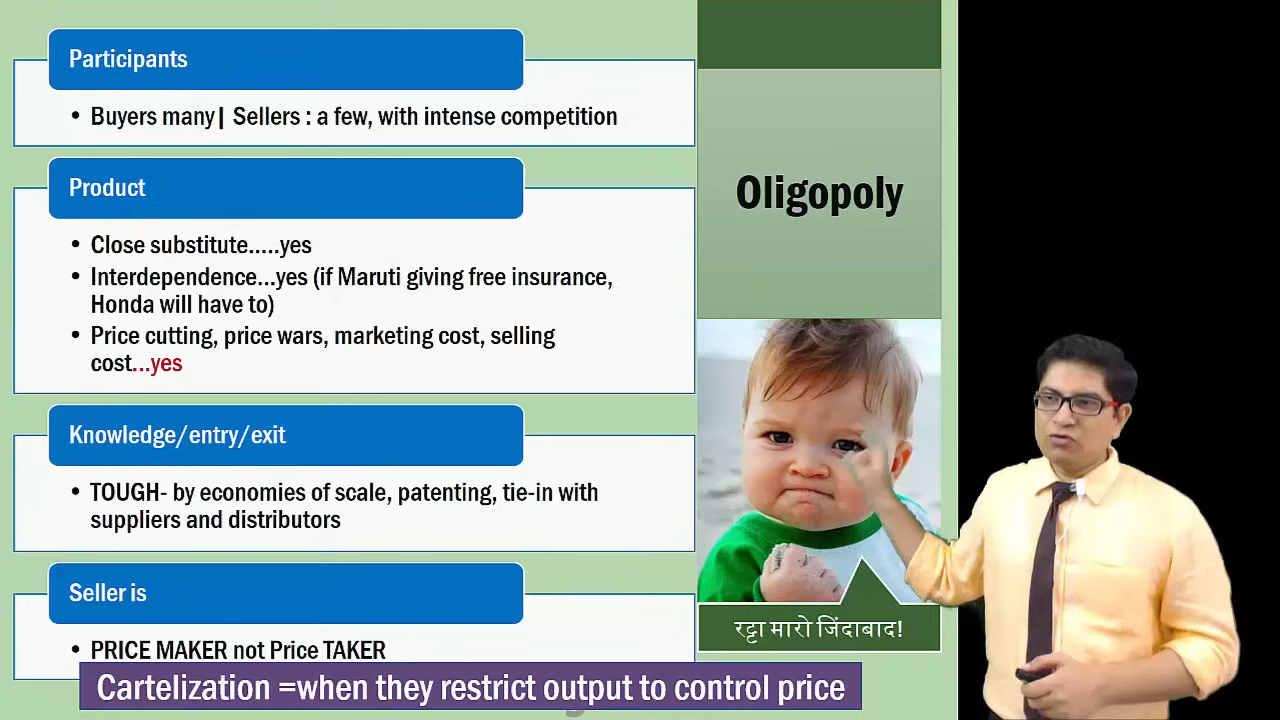 Participants
• Buyers many| Sellers : a few, with intense competition
Product
• Close substitute.....yes
• Interdependence...yes (if Maruti giving free insurance,
Honda will have to)
• Price cutting, price wars, marketing cost, selling
cost...yes
Knowledge/entry/exit
• TOUGH- by economies of scale, patenting, tie-in with
suppliers and distributors
Seller is
• PRICE MAKER not Price TAKER
Cartelization =when they restrict output to control price
Oligopoly
रट्टा मारो जिंदाबाद!